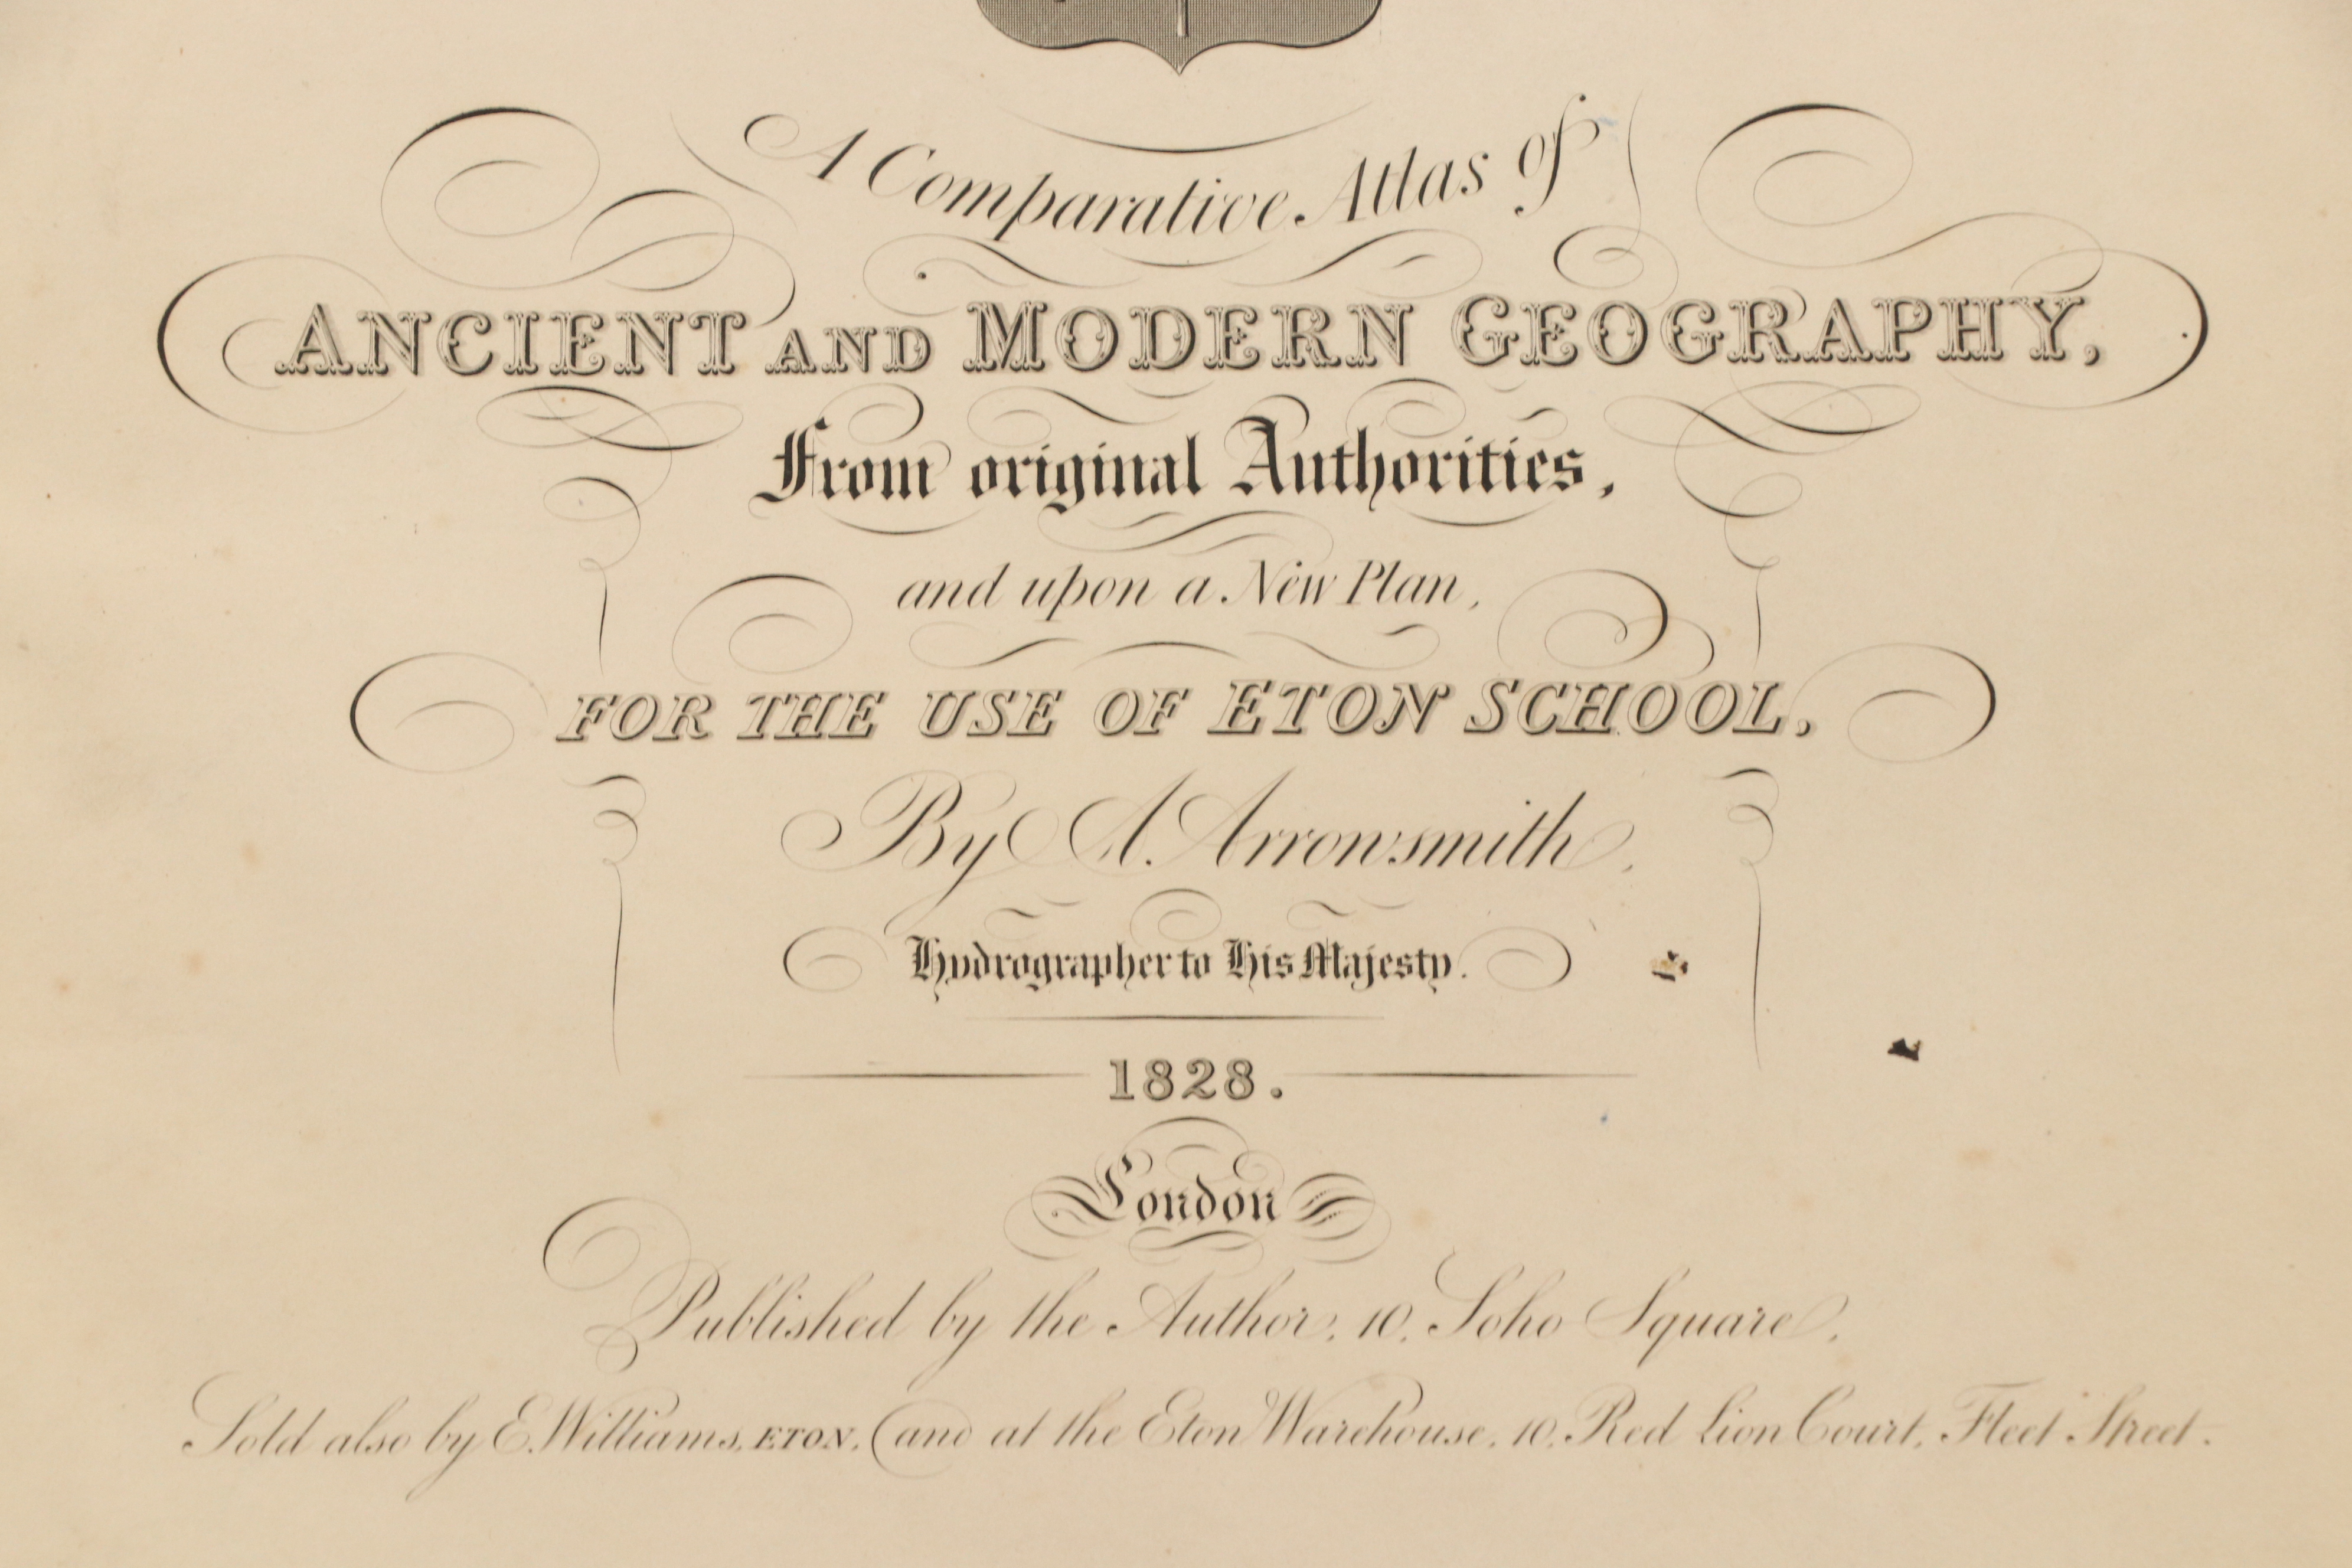 A Comparative Atlas of
ANCIENT AND MODERN GEOGRAPHY,
From original Authorities,
and upon a New Plan,
FOR THE USE OF ETON SCHOOL,
By A. Arrowsmith,
Hydrographer to His Majesty.
1828.
London
Published by the Author, 10, Soho Square,
Sold also by E. Williams, ETON, (and at the Eton Warehouse, 10, Red Lion Court, Fleet Street.